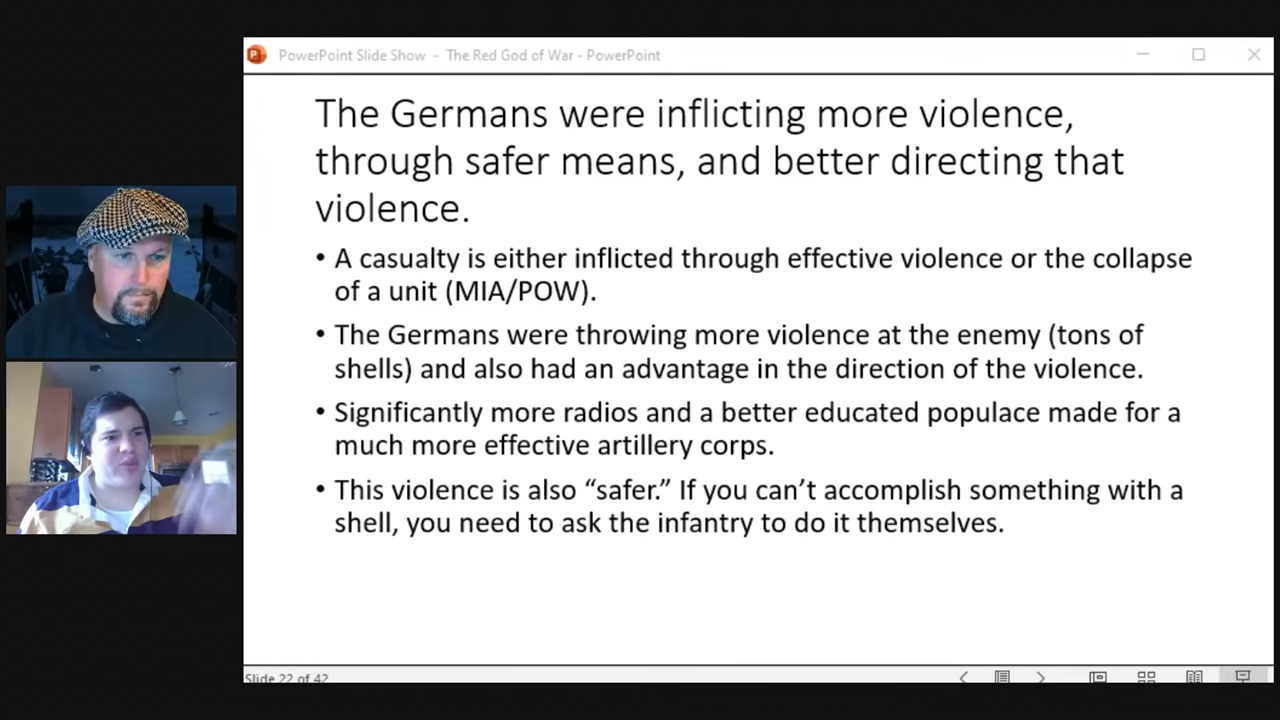 PowerPoint Slide Show - The Red God of War - PowerPoint
The Germans were inflicting more violence,
through safer means, and better directing that
violence.
• A casualty is either inflicted through effective violence or the collapse
of a unit (MIA/POW).
• The Germans were throwing more violence at the enemy (tons of
shells) and also had an advantage in the direction of the violence.
• Significantly more radios and a better educated populace made for a
much more effective artillery corps.
• This violence is also “safer.” If you can’t accomplish something with a
shell, you need to ask the infantry to do it themselves.
Slide 22 of 42